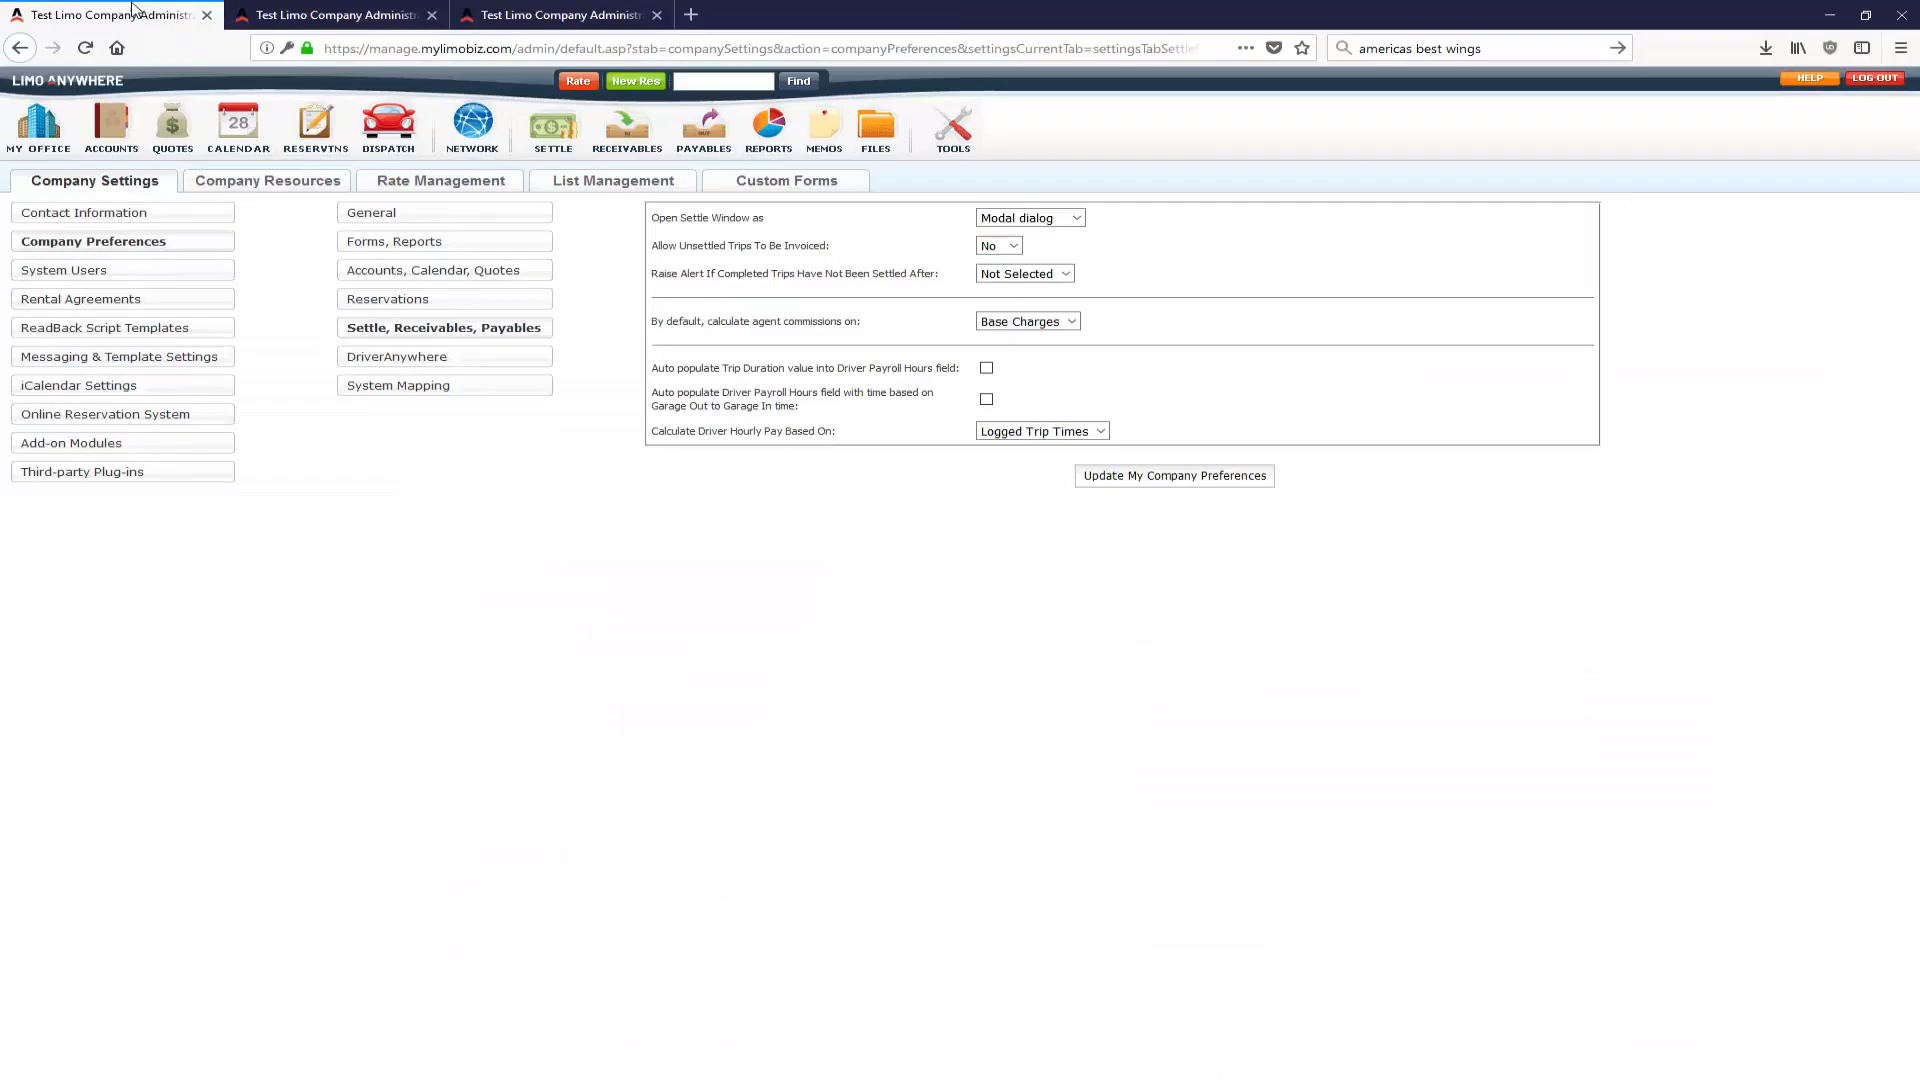 Test Limo Company Administr
Test Limo Company Administr
Test Limo Company Administr
https://manage.mylimobiz.com/admin/default.asp?stab=companySettings&action=companyPreferences&settingsCurrentTab=settingsTabSettle
americas best wings
LIMO ANYWHERE
Rate
New Res
Find
HELP
LOG OUT
28
MY OFFICE
ACCOUNTS
QUOTES
CALENDAR
RESERVTNS
DISPATCH
NETWORK
SETTLE
RECEIVABLES
PAYABLES
REPORTS
MEMOS
FILES
TOOLS
Company Settings
Company Resources
Rate Management
List Management
Custom Forms
Contact Information
Company Preferences
System Users
Rental Agreements
ReadBack Script Templates
Messaging & Template Settings
iCalendar Settings
Online Reservation System
Add-on Modules
Third-party Plug-ins
General
Forms, Reports
Accounts, Calendar, Quotes
Reservations
Settle, Receivables, Payables
DriverAnywhere
System Mapping
Open Settle Window as
Modal dialog
Allow Unsettled Trips To Be Invoiced:
No
Raise Alert If Completed Trips Have Not Been Settled After:
Not Selected
By default, calculate agent commissions on:
Base Charges
Auto populate Trip Duration value into Driver Payroll Hours field:
Auto populate Driver Payroll Hours field with time based on
Garage Out to Garage In time:
Calculate Driver Hourly Pay Based On:
Logged Trip Times
Update My Company Preferences